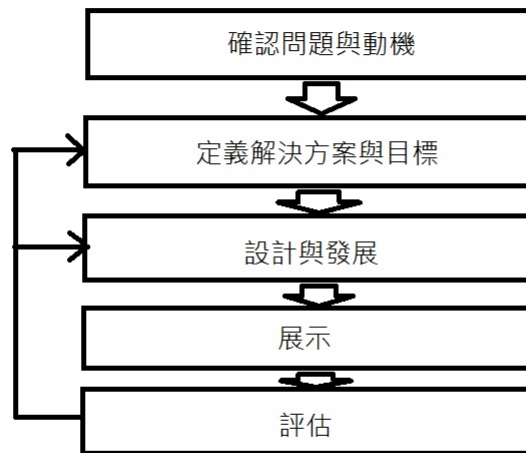 確認問題與動機
定義解決方案與目標
設計與發展
展示
評估